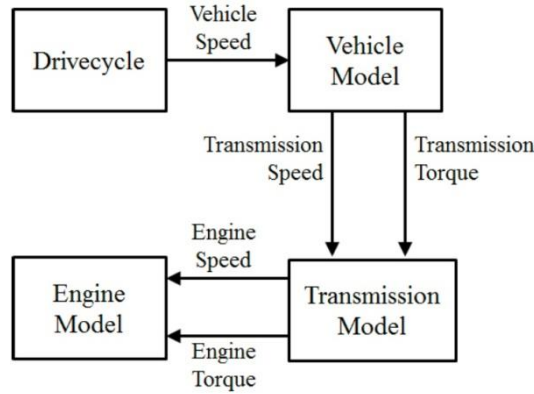 Drivecycle
Vehicle
Speed
Vehicle
Model
Transmission
Speed
Transmission
Torque
Engine
Speed
Engine
Model
Transmission
Model
Engine
Torque